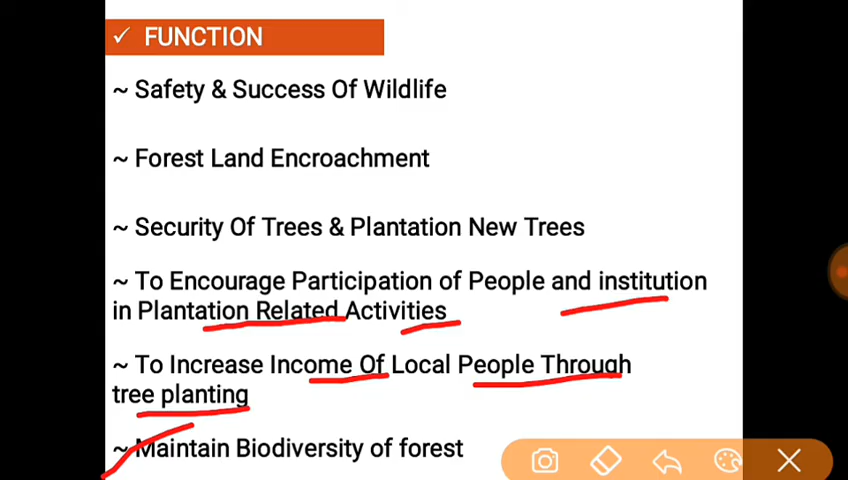 ✓ FUNCTION
~ Safety & Success Of Wildlife
~ Forest Land Encroachment
~ Security Of Trees & Plantation New Trees
~ To Encourage Participation of People and institution
in Plantation Related Activities
~ To Increase Income Of Local People Through
tree planting
~ Maintain Biodiversity of forest